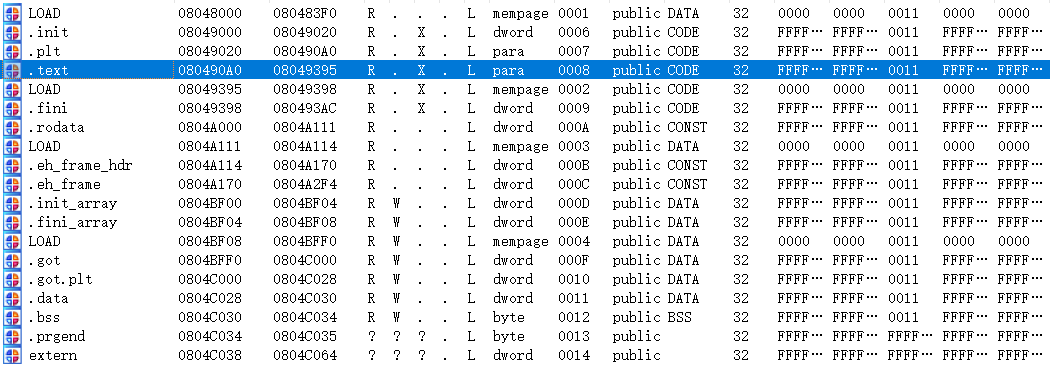 LOAD 08048000 080483F0 R . . . L mempage 0001 public DATA 32 0000 0000 0011 0000 0000
.init 08049000 08049020 R . X . L dword 0006 public CODE 32 FFFF… FFFF… 0011 FFFF… FFFF…
.plt 08049020 080490A0 R . X . L para 0007 public CODE 32 FFFF… FFFF… 0011 FFFF… FFFF…
.text 080490A0 08049395 R . X . L para 0008 public CODE 32 FFFF… FFFF… 0011 FFFF… FFFF…
LOAD 08049395 08049398 R . X . L mempage 0002 public CODE 32 0000 0000 0011 0000 0000
.fini 08049398 080493AC R . X . L dword 0009 public CODE 32 FFFF… FFFF… 0011 FFFF… FFFF…
.rodata 0804A000 0804A111 R . . . L dword 000A public CONST 32 FFFF… FFFF… 0011 FFFF… FFFF…
LOAD 0804A111 0804A114 R . . . L mempage 0003 public DATA 32 0000 0000 0011 0000 0000
.eh_frame_hdr 0804A114 0804A170 R . . . L dword 000B public CONST 32 FFFF… FFFF… 0011 FFFF… FFFF…
.eh_frame 0804A170 0804A2F4 R . . . L dword 000C public CONST 32 FFFF… FFFF… 0011 FFFF… FFFF…
.init_array 0804BF00 0804BF04 R W . . L dword 000D public DATA 32 FFFF… FFFF… 0011 FFFF… FFFF…
.fini_array 0804BF04 0804BF08 R W . . L dword 000E public DATA 32 FFFF… FFFF… 0011 FFFF… FFFF…
LOAD 0804BF08 0804BFF0 R W . . L mempage 0004 public DATA 32 0000 0000 0011 0000 0000
.got 0804BFF0 0804C000 R W . . L dword 000F public DATA 32 FFFF… FFFF… 0011 FFFF… FFFF…
.got.plt 0804C000 0804C028 R W . . L dword 0010 public DATA 32 FFFF… FFFF… 0011 FFFF… FFFF…
.data 0804C028 0804C030 R W . . L dword 0011 public DATA 32 FFFF… FFFF… 0011 FFFF… FFFF…
.bss 0804C030 0804C034 R W . . L byte 0012 public BSS 32 FFFF… FFFF… 0011 FFFF… FFFF…
.prgend 0804C034 0804C035 ? ? ? . L byte 0013 public 32 FFFF… FFFF… FFFF… FFFF… FFFF…
extern 0804C038 0804C064 ? ? ? . L dword 0014 public 32 FFFF… FFFF… FFFF… FFFF… FFFF…